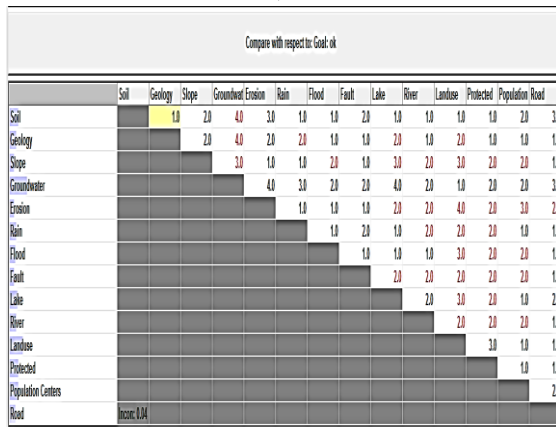 Compare with respect to: Goal: ok
Soil Geology Slope Groundwat Erosion Rain Flood Fault Lake River Landuse Protected Population Road
Soil 1.0 2.0 4.0 3.0 1.0 1.0 2.0 1.0 1.0 1.0 1.0 2.0 3.
Geology 2.0 4.0 2.0 2.0 1.0 1.0 2.0 1.0 2.0 1.0 1.0 1.
Slope 3.0 1.0 1.0 2.0 1.0 3.0 2.0 3.0 2.0 2.0 3.
Groundwater 4.0 3.0 2.0 2.0 4.0 2.0 1.0 2.0 2.0 3.
Erosion 1.0 1.0 1.0 2.0 2.0 4.0 2.0 3.0 2.
Rain 1.0 2.0 1.0 2.0 2.0 2.0 1.0 1.
Flood 1.0 1.0 1.0 3.0 2.0 2.0 1.
Fault 2.0 2.0 2.0 2.0 2.0 1.
Lake 2.0 3.0 2.0 1.0 2.
River 2.0 2.0 2.0 1.
Landuse 3.0 1.0 1.
Protected 1.0 1.
Population Centers 2.
Road Incon: 0.04